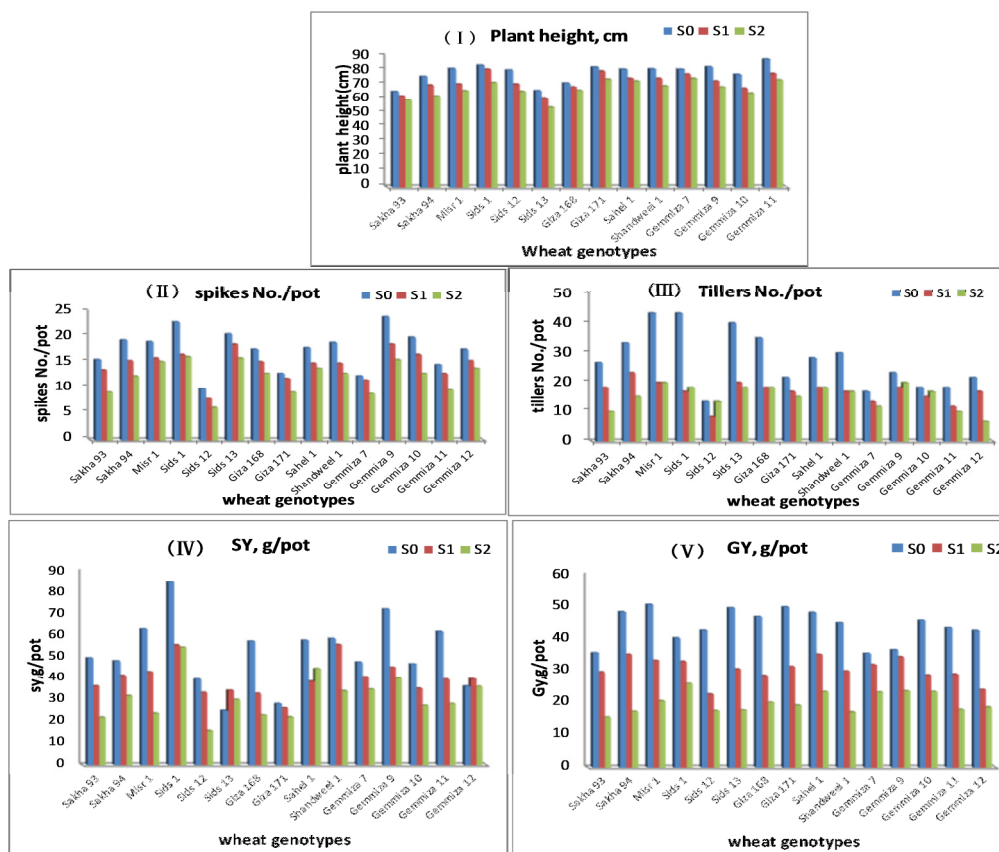 (I) Plant height, cm
S0 S1 S2
plant height(cm)
90
80
70
60
50
40
30
20
10
0
Sakha 93 Sakha 94 Misr 1 Sids 1 Sids 12 Sids 13 Giza 168 Giza 171 Sahel 1 Shandweel 1 Gemmiza 7 Gemmiza 9 Gemmiza 10 Gemmiza 11
Wheat genotypes
(II) spikes No./pot
S0 S1 S2
spikes No./pot
25
20
15
10
5
0
Sakha 93 Sakha 94 Misr 1 Sids 1 Sids 12 Sids 13 Giza 168 Giza 171 Sahel 1 Shandweel 1 Gemmiza 7 Gemmiza 9 Gemmiza 10 Gemmiza 11 Gemmiza 12
wheat genotypes
(III) Tillers No./pot
S0 S1 S2
tillers No./pot
50
40
30
20
10
0
Sakha 93 Sakha 94 Misr 1 Sids 1 Sids 12 Sids 13 Giza 168 Giza 171 Sahel 1 Shandweel 1 Gemmiza 7 Gemmiza 9 Gemmiza 10 Gemmiza 11 Gemmiza 12
wheat genotypes
(IV) SY, g/pot
S0 S1 S2
sy.g/pot
90
80
70
60
50
40
30
20
10
0
Sakha 93 Sakha 94 Misr 1 Sids 1 Sids 12 Sids 13 Giza 168 Giza 171 Sahel 1 Shandweel 1 Gemmiza 7 Gemmiza 9 Gemmiza 10 Gemmiza 11 Gemmiza 12
wheat genotypes
(V) GY, g/pot
S0 S1 S2
Gy.g/pot
60
50
40
30
20
10
0
Sakha 93 Sakha 94 Misr 1 Sids 1 Sids 12 Sids 13 Giza 168 Giza 171 Sahel 1 Shandweel 1 Gemmiza 7 Gemmiza 9 Gemmiza 10 Gemmiza 11 Gemmiza 12
wheat genotypes